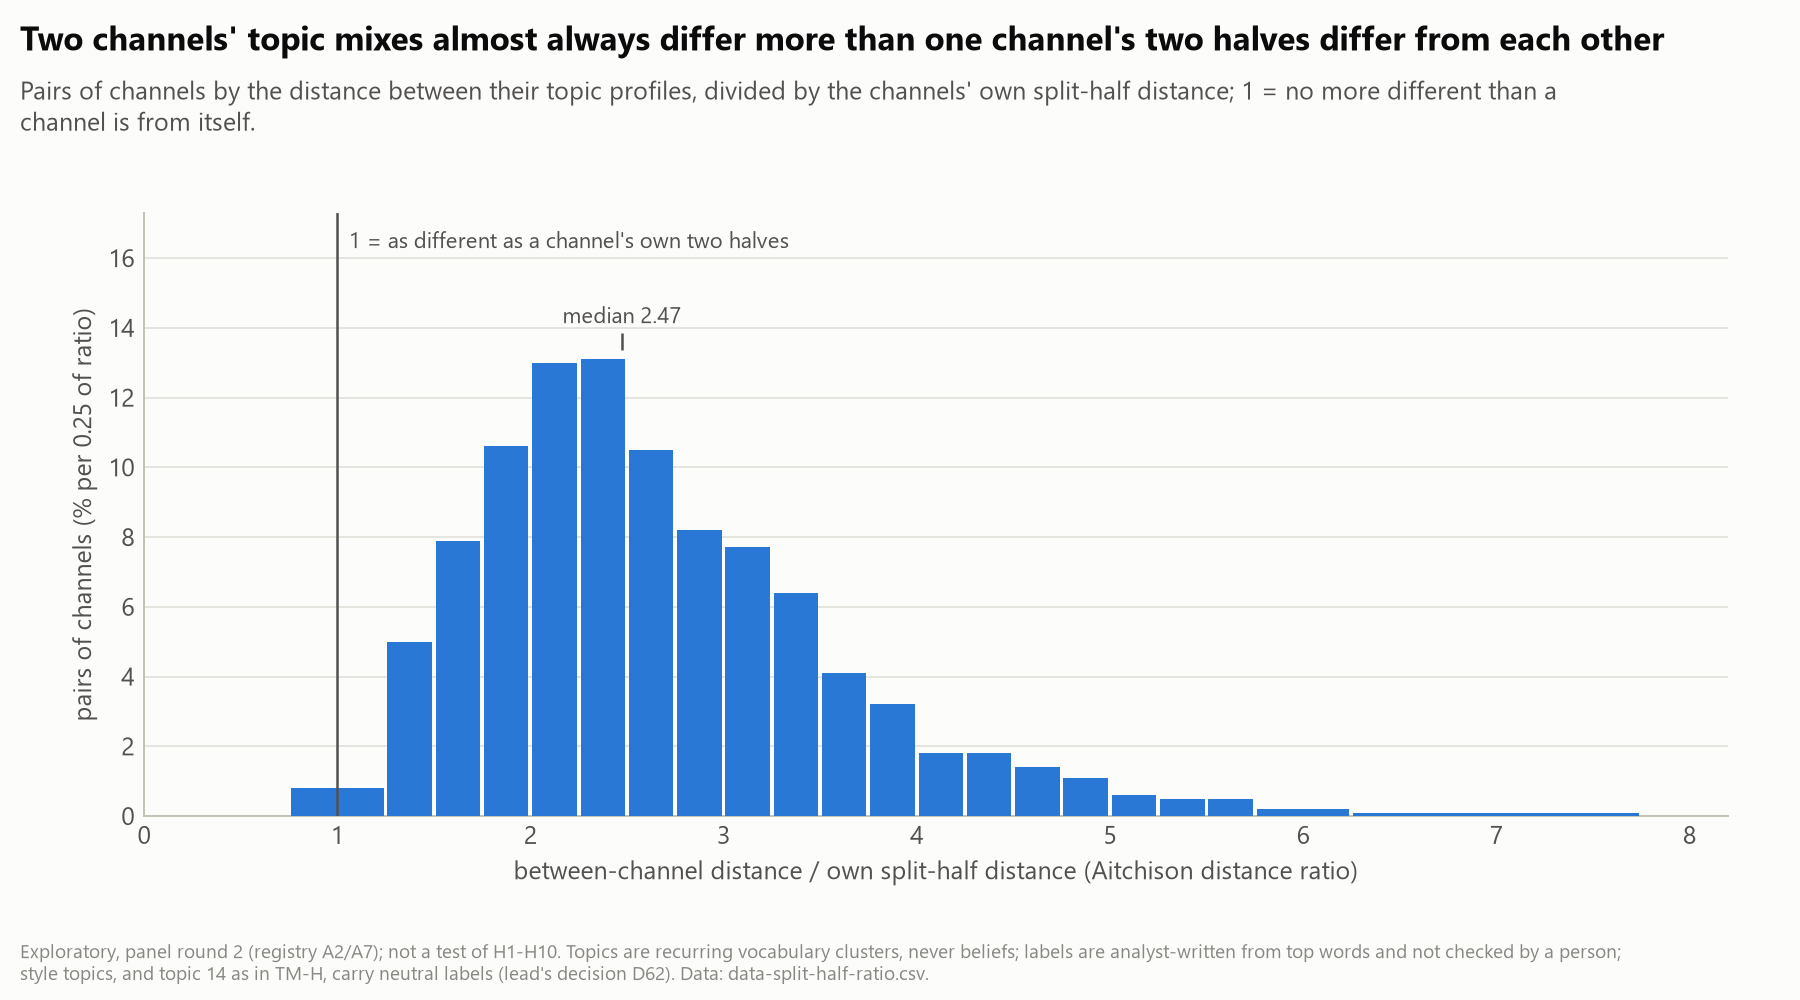 Two channels' topic mixes almost always differ more than one channel's two halves differ from each other
Pairs of channels by the distance between their topic profiles, divided by the channels' own split-half distance; 1 = no more different than a
channel is from itself.
1 = as different as a channel's own two halves
median 2.47
pairs of channels (% per 0.25 of ratio)
16
14
12
10
8
6
4
2
0
0 1 2 3 4 5 6 7 8
between-channel distance / own split-half distance (Aitchison distance ratio)
Exploratory, panel round 2 (registry A2/A7); not a test of H1-H10. Topics are recurring vocabulary clusters, never beliefs; labels are analyst-written from top words and not checked by a person;
style topics, and topic 14 as in TM-H, carry neutral labels (lead's decision D62). Data: data-split-half-ratio.csv.